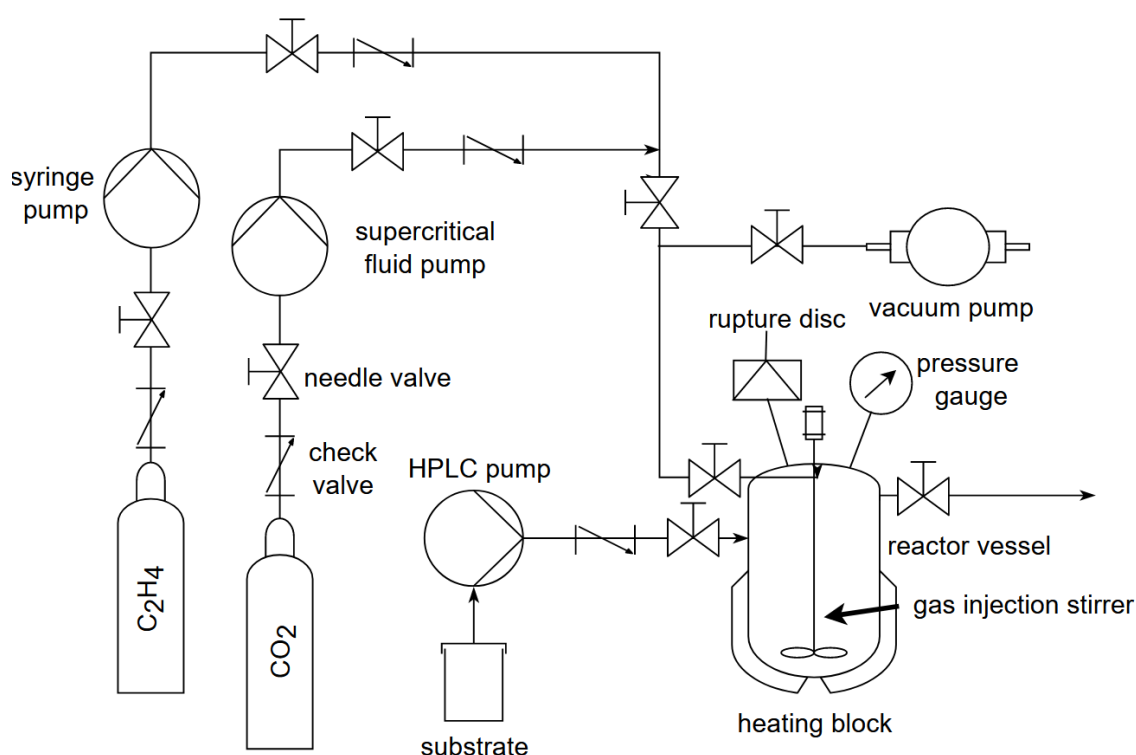 syringe
pump
supercritical
fluid pump
vacuum pump
rupture disc
pressure
gauge
needle valve
check
valve
HPLC pump
reactor vessel
C2H4
CO2
gas injection stirrer
heating block
substrate